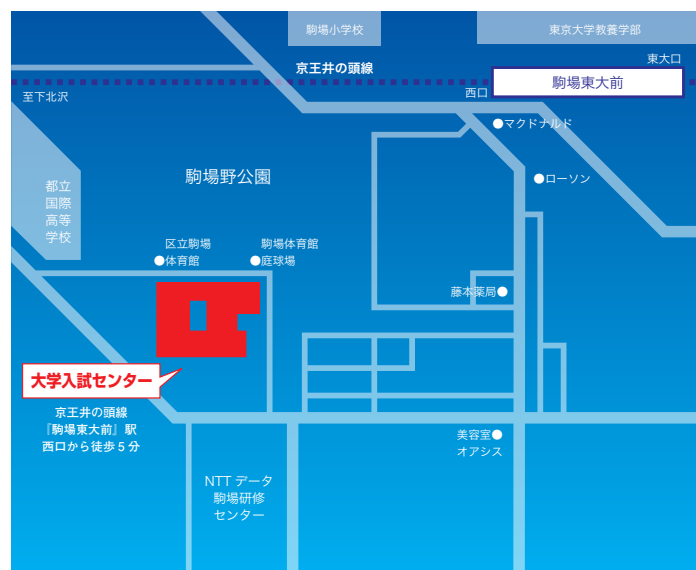 駒場小学校
東京大学教養学部
京王井の頭線
東大口
駒場東大前
西口
至下北沢
マクドナルド
ローソン
駒場野公園
都立
国際
高等
学校
区立駒場
体育館
駒場体育館
庭球場
藤本薬局
大学入試センター
京王井の頭線
『駒場東大前』駅
西口から徒歩5分
美容室
オアシス
NTTデータ
駒場研修
センター